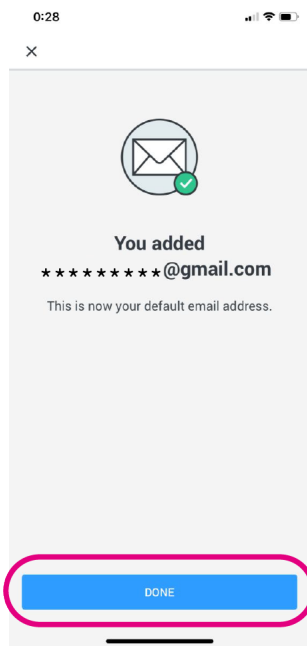 0:28
You added
*********@gmail.com
This is now your default email address.
DONE